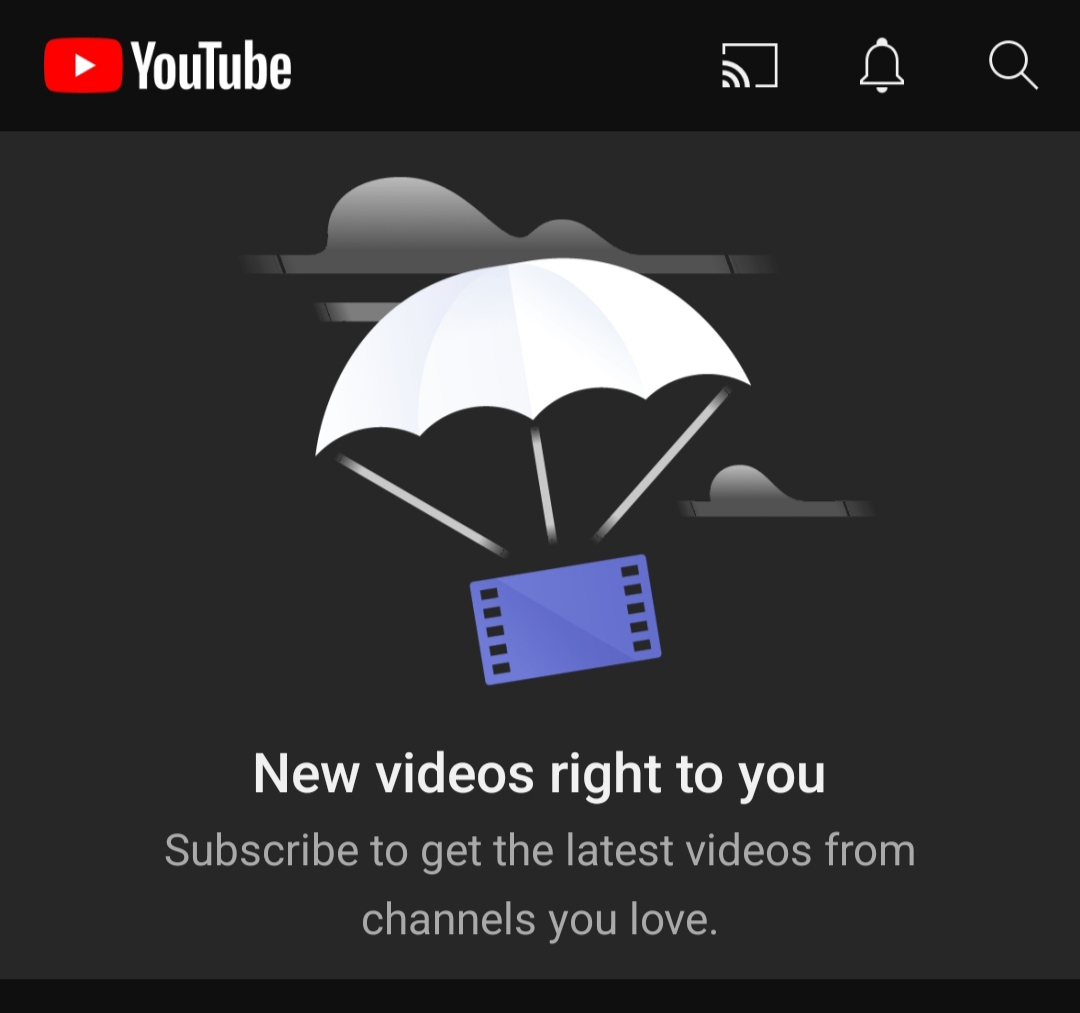 YouTube
New videos right to you
Subscribe to get the latest videos from
channels you love.